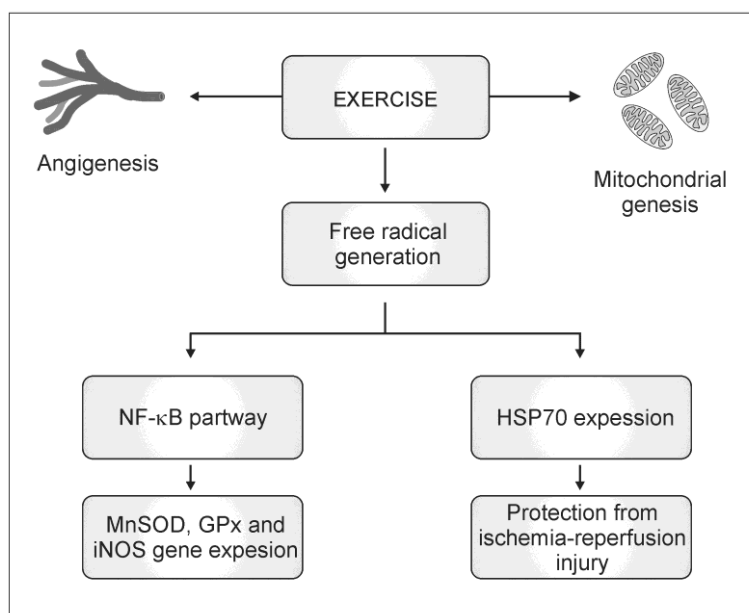 EXERCISE
Angigenesis
Mitochondrial
genesis
Free radical
generation
NF-κB partway
HSP70 expession
MnSOD, GPx and
iNOS gene expesion
Protection from
ischemia-reperfusion
injury